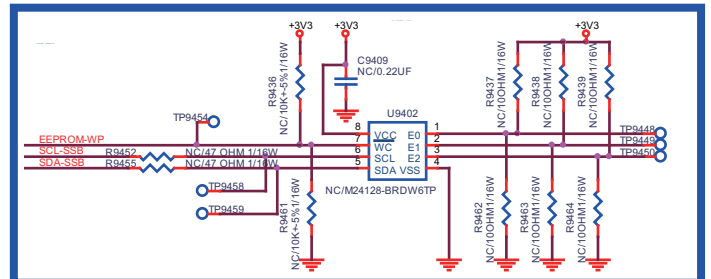 +3V3
+3V3
+3V3
R9436
NC/10K+-5%1/16W
C9409
NC/0.22UF
U9402
R9437
NC/10OHM1/16W
R9438
NC/10OHM1/16W
R9439
NC/10OHM1/16W
TP9454
EEPROM-WP
SCL-SSB
SDA-SSB
R9452
NC/47 OHM 1/16W
R9455
NC/47 OHM 1/16W
8 VCC E0 1
7 WC E1 2
6 SCL E2 3
5 SDA VSS 4
NC/M24128-BRDW6TP
TP9448
TP9449
TP9450
TP9458
TP9459
R9461
NC/10K+-5%1/16W
R9462
NC/10OHM1/16W
R9463
NC/10OHM1/16W
R9464
NC/10OHM1/16W